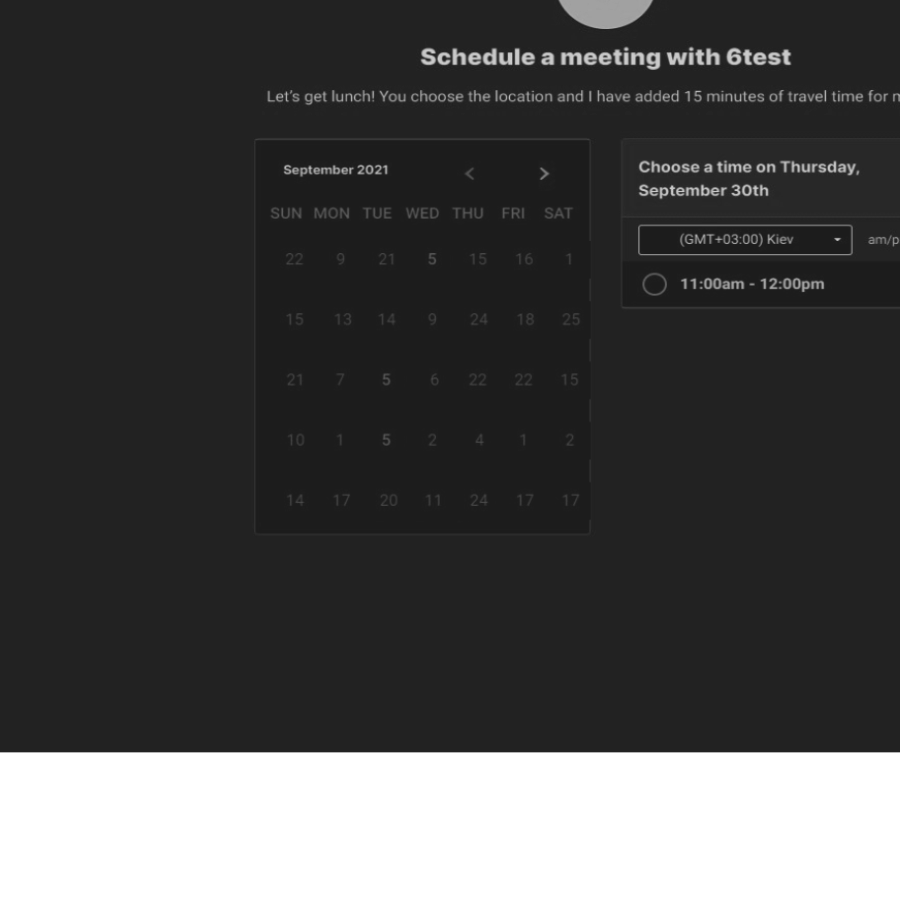 Schedule a meeting with 6test
Let's get lunch! You choose the location and I have added 15 minutes of travel time for
September 2021
SUN MON TUE WED THU FRI SAT
22 9 21 5 15 16 1
15 13 14 9 24 18 25
21 7 5 6 22 22 15
10 1 5 2 4 1 2
14 17 20 11 24 17 17
Choose a time on Thursday,
September 30th
(GMT+03:00) Kiev am/p
11:00am - 12:00pm